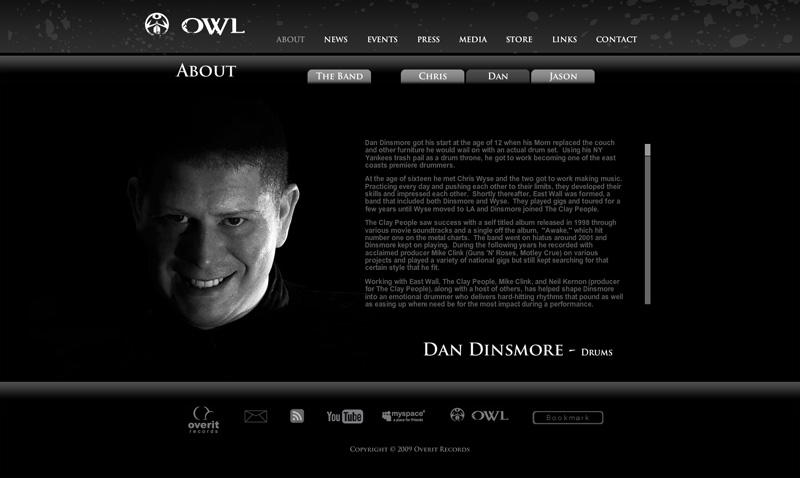 OWL
ABOUT NEWS EVENTS PRESS MEDIA STORE LINKS CONTACT
About
The Band Chris Dan Jason
Dan Dinsmore got his start at the age of 12 when his Mom replaced the couch
and other furniture he would wail on with an actual drum set. Using his NY
Yankees trash pail as a drum throne, he got to work becoming one of the east
coasts premiere drummers.
At the age of sixteen he met Chris Wyse and the two got to work making music.
Practicing every day and pushing each other to their limits, they developed their
skills and impressed each other. Shortly thereafter, East Wall was formed, a
band that included both Dinsmore and Wyse. They played gigs and toured for a
few years until Wyse moved to LA and Dinsmore joined The Clay People.
The Clay People saw success with a self titled album released in 1998 through
various movie soundtracks and a single off the album, "Awake," which hit
number one on the metal charts. The band went on hiatus around 2001 and
Dinsmore kept on playing. During the following years he recorded with
acclaimed producer Mike Clink (Guns 'N' Roses, Motley Crue) on various
projects and played a variety of national gigs but still kept searching for that
certain style that he fit.
Working with East Wall, The Clay People, Mike Clink, and Neil Kernon (producer
for The Clay People), along with a host of others, has helped shape Dinsmore
into an emotional drummer who delivers hard-hitting rhythms that pound as well
as easing up where need be for the most impact during a performance.
Dan Dinsmore - Drums
overit
records
YouTube
myspace
a place for friends
OWL
Bookmark
Copyright © 2009 Overit Records